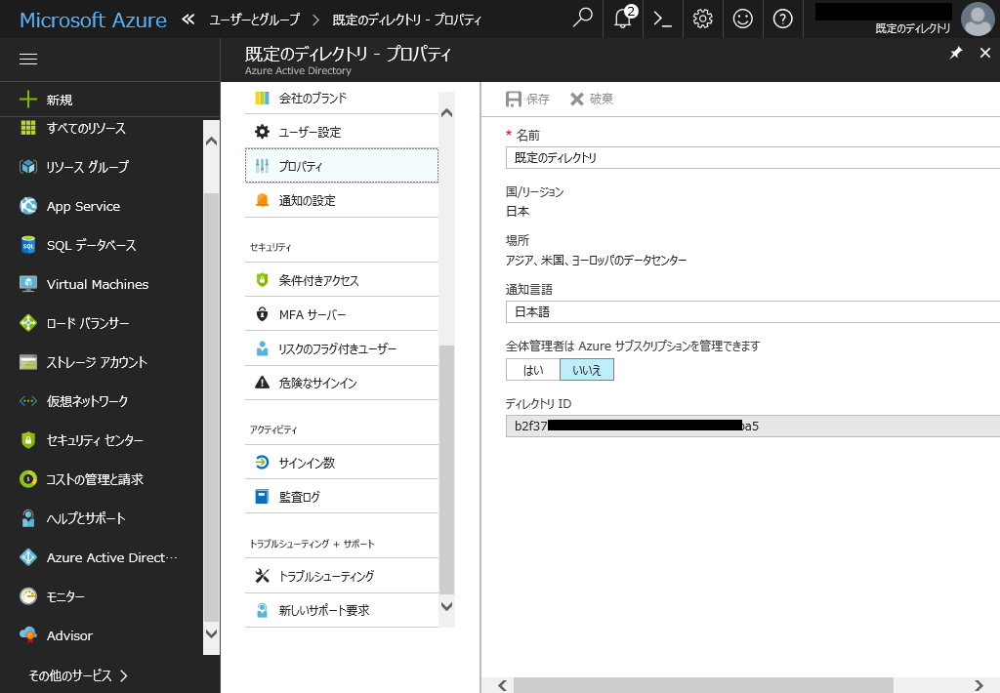 Microsoft Azure « ユーザーとグループ > 既定のディレクトリ - プロパティ
2
既定のディレクトリ
既定のディレクトリ - プロパティ
Azure Active Directory
新規
すべてのリソース
リソース グループ
App Service
SQL データベース
Virtual Machines
ロード バランサー
ストレージ アカウント
仮想ネットワーク
セキュリティ センター
コストの管理と請求
ヘルプとサポート
Azure Active Direct…
モニター
Advisor
その他のサービス >
会社のブランド
ユーザー設定
プロパティ
通知の設定
セキュリティ
条件付きアクセス
MFA サーバー
リスクのフラグ付きユーザー
危険なサインイン
アクティビティ
サインイン数
監査ログ
トラブルシューティング + サポート
トラブルシューティング
新しいサポート要求
保存 破棄
* 名前
既定のディレクトリ
国/リージョン
日本
場所
アジア、米国、ヨーロッパのデータセンター
通知言語
日本語
全体管理者は Azure サブスクリプションを管理できます
はい いいえ
ディレクトリ ID
b2f37 a5